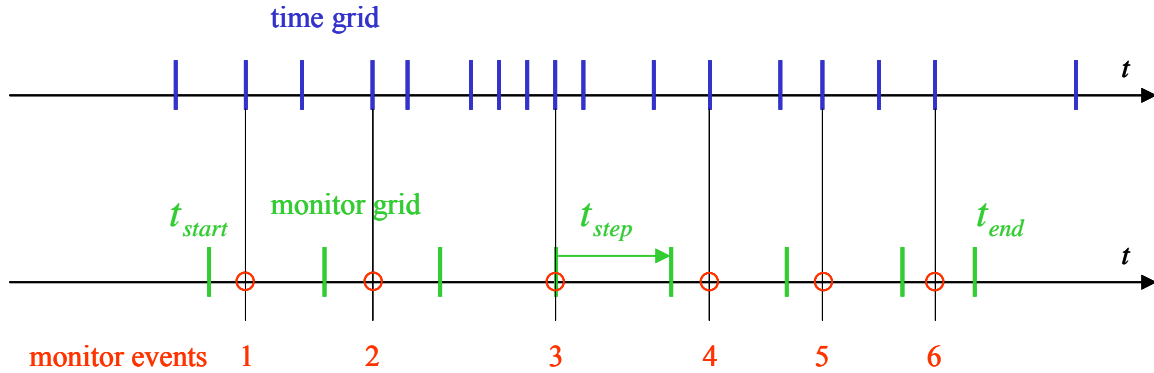 time grid
t
monitor grid
t_start
t_step
t_end
t
monitor events 1 2 3 4 5 6